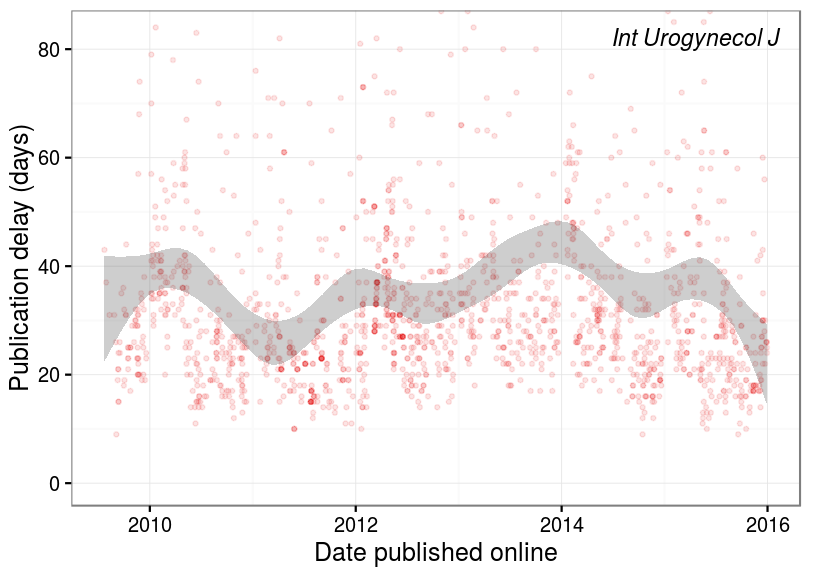 Int Urogynecol J
Publication delay (days)
80
60
40
20
0
2010 2012 2014 2016
Date published online